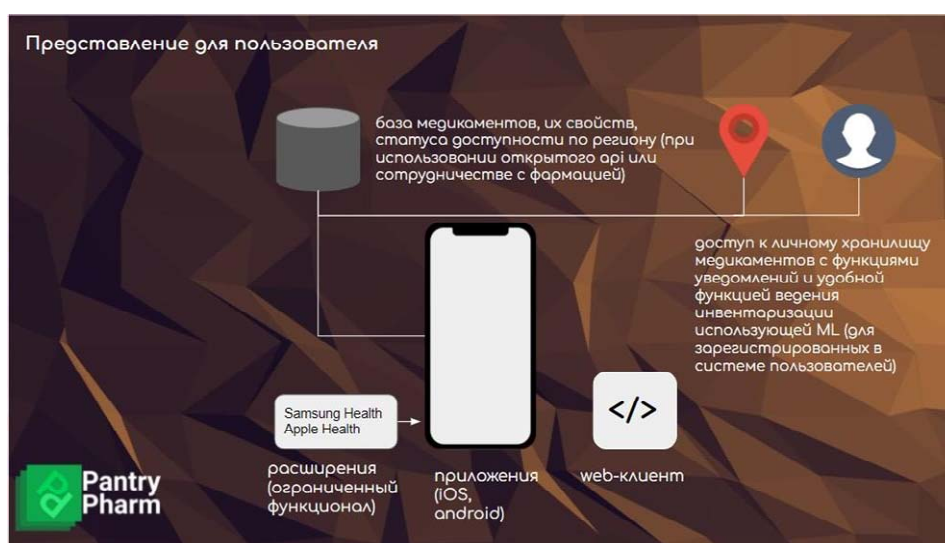 Представление для пользователя
база медикаментов, их свойств,
статуса доступности по региону (при
использовании открытого api или
сотрудничестве с фармацией)
доступ к личному хранилищу
медикаментов с функциями
уведомлений и удобной
функцией ведения
инвентаризации
использующей ML (для
зарегистрированных в
системе пользователей)
Samsung Health
Apple Health
</>
расширения
(ограниченный
функционал)
приложения
(iOS,
android)
web-клиент
Pantry
Pharm